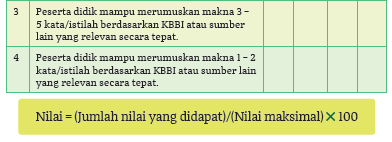 3 Peserta didik mampu merumuskan makna 3 –
5 kata/istilah berdasarkan KBBI atau sumber
lain yang relevan secara tepat.
4 Peserta didik mampu merumuskan makna 1 – 2
kata/istilah berdasarkan KBBI atau sumber lain
yang relevan secara tepat.
Nilai = (Jumlah nilai yang didapat)/(Nilai maksimal) × 100